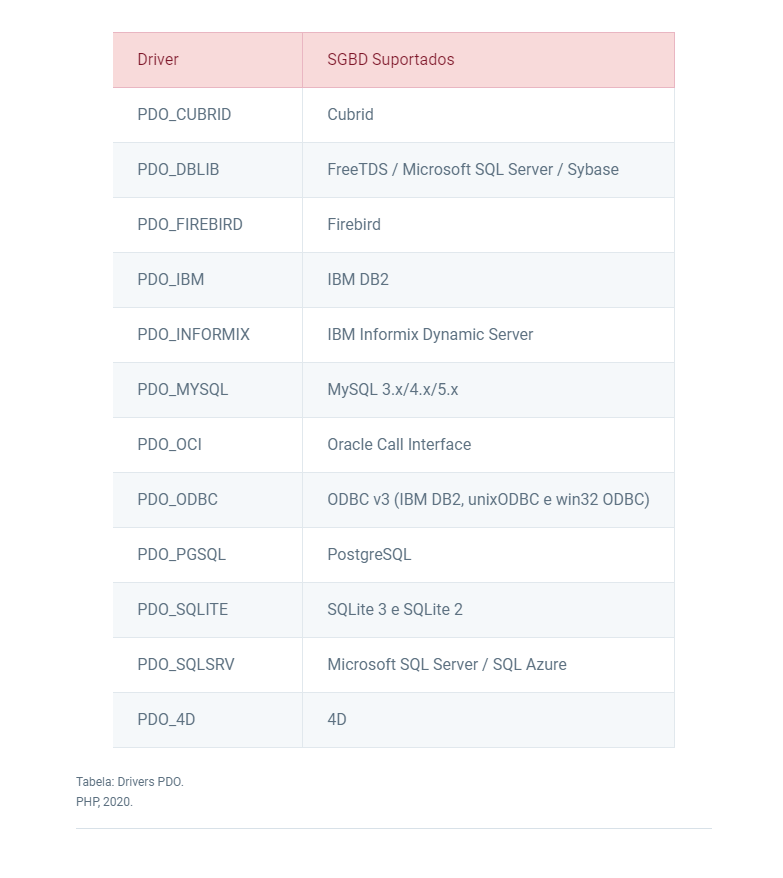 Driver SGBD Suportados
PDO_CUBRID Cubrid
PDO_DBLIB FreeTDS / Microsoft SQL Server / Sybase
PDO_FIREBIRD Firebird
PDO_IBM IBM DB2
PDO_INFORMIX IBM Informix Dynamic Server
PDO_MYSQL MySQL 3.x/4.x/5.x
PDO_OCI Oracle Call Interface
PDO_ODBC ODBC v3 (IBM DB2, unixODBC e win32 ODBC)
PDO_PGSQL PostgreSQL
PDO_SQLITE SQLite 3 e SQLite 2
PDO_SQLSRV Microsoft SQL Server / SQL Azure
PDO_4D 4D
Tabela: Drivers PDO.
PHP, 2020.